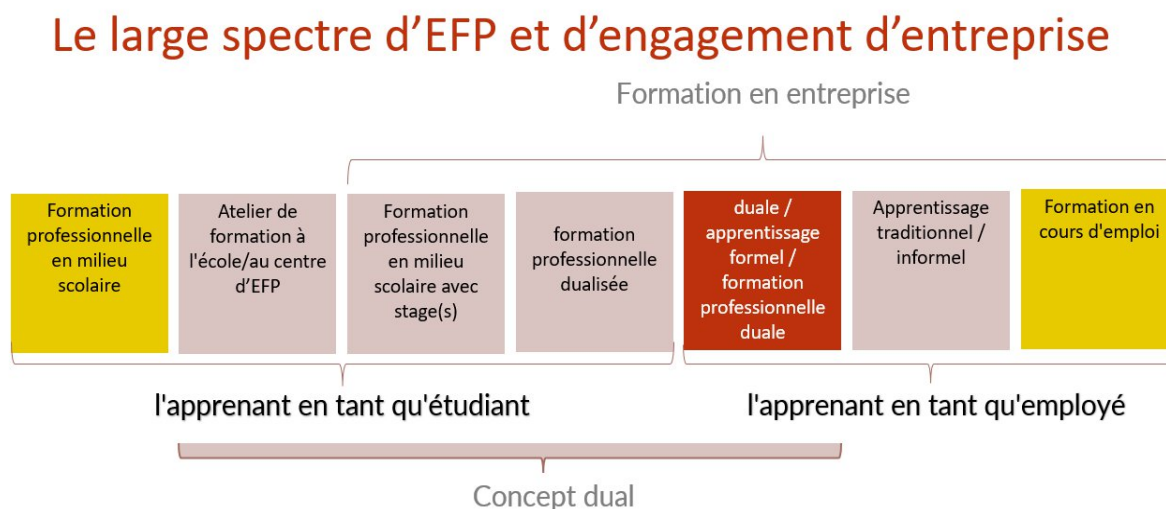 Le large spectre d’EFP et d’engagement d’entreprise
Formation en entreprise
Formation
professionnelle
en milieu
scolaire
Atelier de
formation à
l'école/au centre
d’EFP
Formation
professionnelle
en milieu
scolaire avec
stage(s)
formation
professionnelle
dualisée
duale /
apprentissage
formel /
formation
professionnelle
duale
Apprentissage
traditionnel /
informel
Formation en
cours d'emploi
l'apprenant en tant qu'étudiant
l'apprenant en tant qu'employé
Concept dual